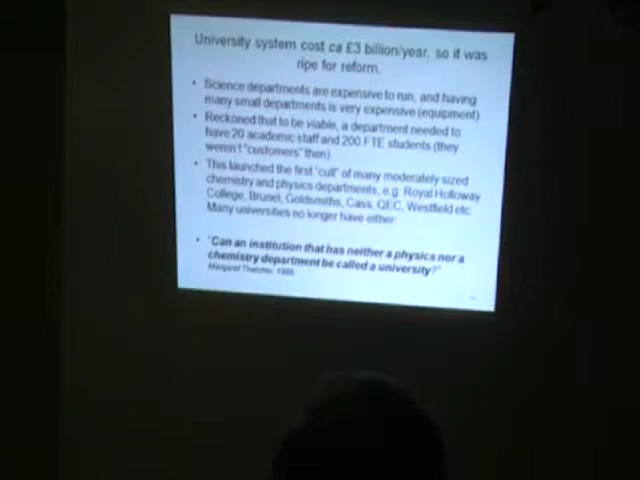 University system cost ca £3 billion/year, so it was
ripe for reform.
• Science departments are expensive to run, and having
many small departments is very expensive (equipment)
• Reckoned that to be viable, a department needed to
have 20 academic staff and 200 FTE students (they
weren't "customers" then).
• This launched the first "cull" of many moderately sized
chemistry and physics departments, e.g. Royal Holloway
College, Brunel, Goldsmiths, Cass, QEC, Westfield etc.
Many universities no longer have either.
• "Can an institution that has neither a physics nor a
chemistry department be called a university?"
Margaret Thatcher,